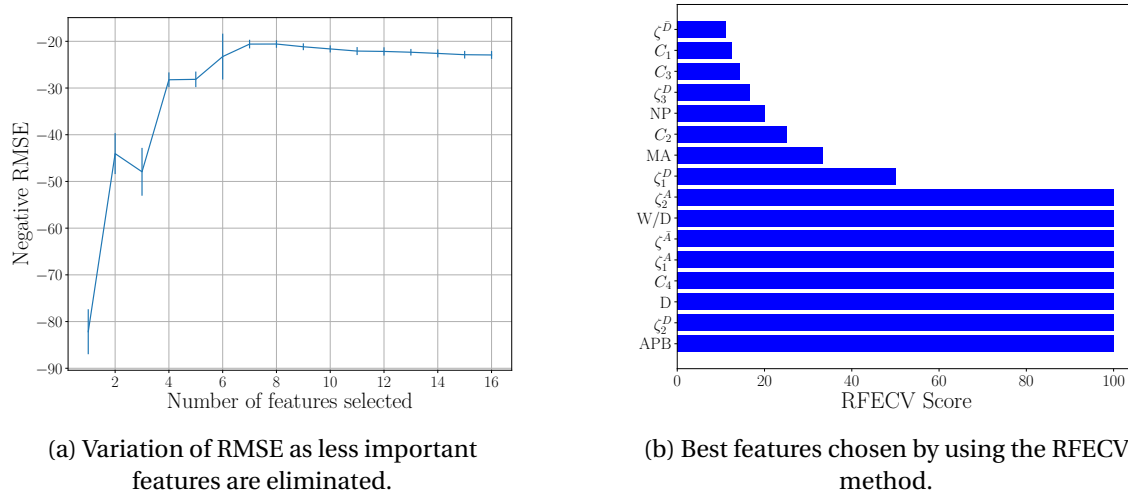 −20
−30
−40
−50
−60
−70
−80
−90
Negative RMSE
2 4 6 8 10 12 14 16
Number of features selected
(a) Variation of RMSE as less important
features are eliminated.
ζ^D̄
C₁
C₃
ζ₃^D
NP
C₂
MA
ζ₁^D
ζ₂^A
W/D
ζ^Ā
ζ₁^A
C₄
D
ζ₂^D
APB
0 20 40 60 80 100
RFECV Score
(b) Best features chosen by using the RFECV
method.